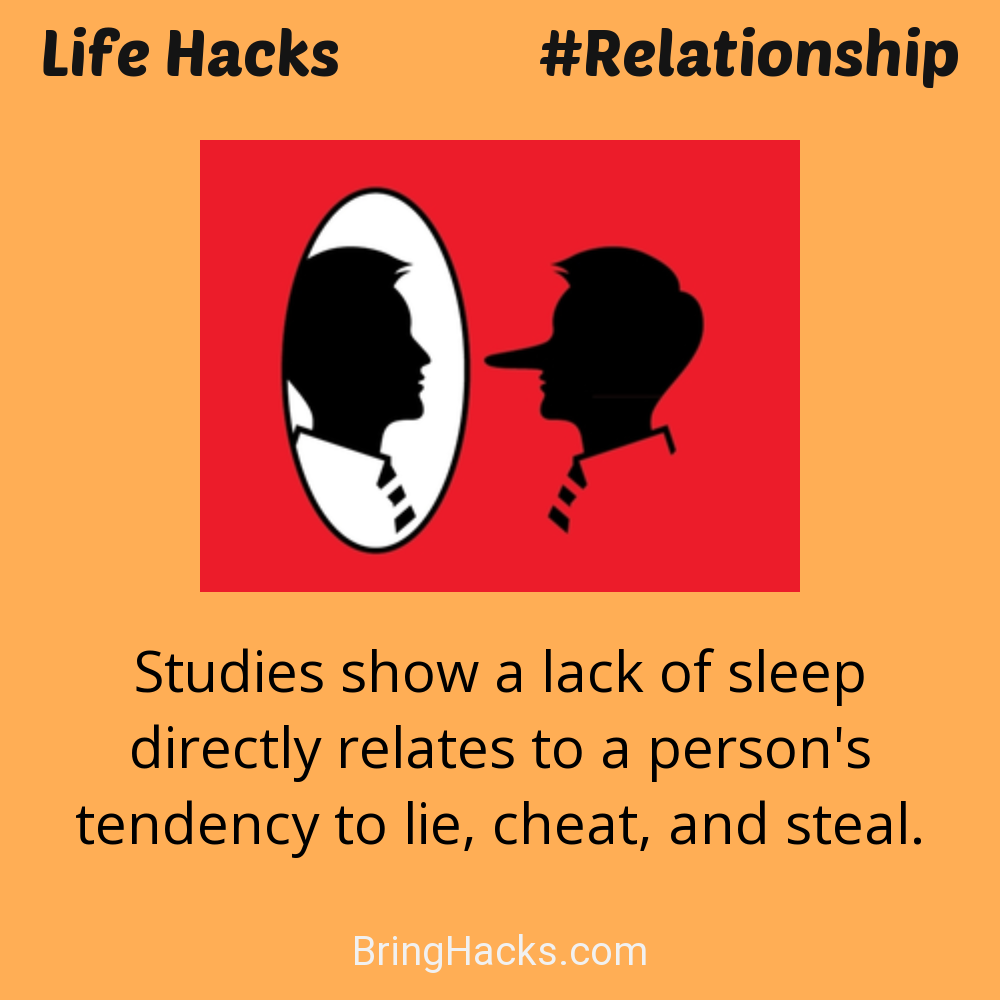 Life Hacks
#Relationship
Studies show a lack of sleep
directly relates to a person's
tendency to lie, cheat, and steal.
BringHacks.com